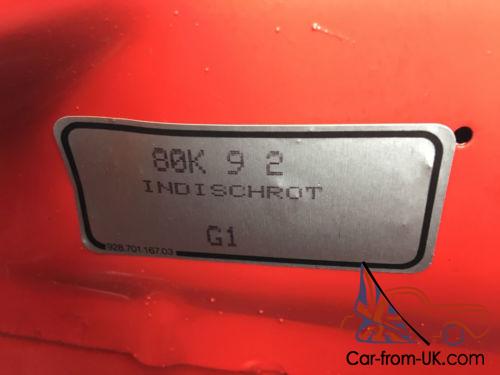 80K 9 2
INDISCHROT
G1
928.701.167.03
Car-from-UK.com